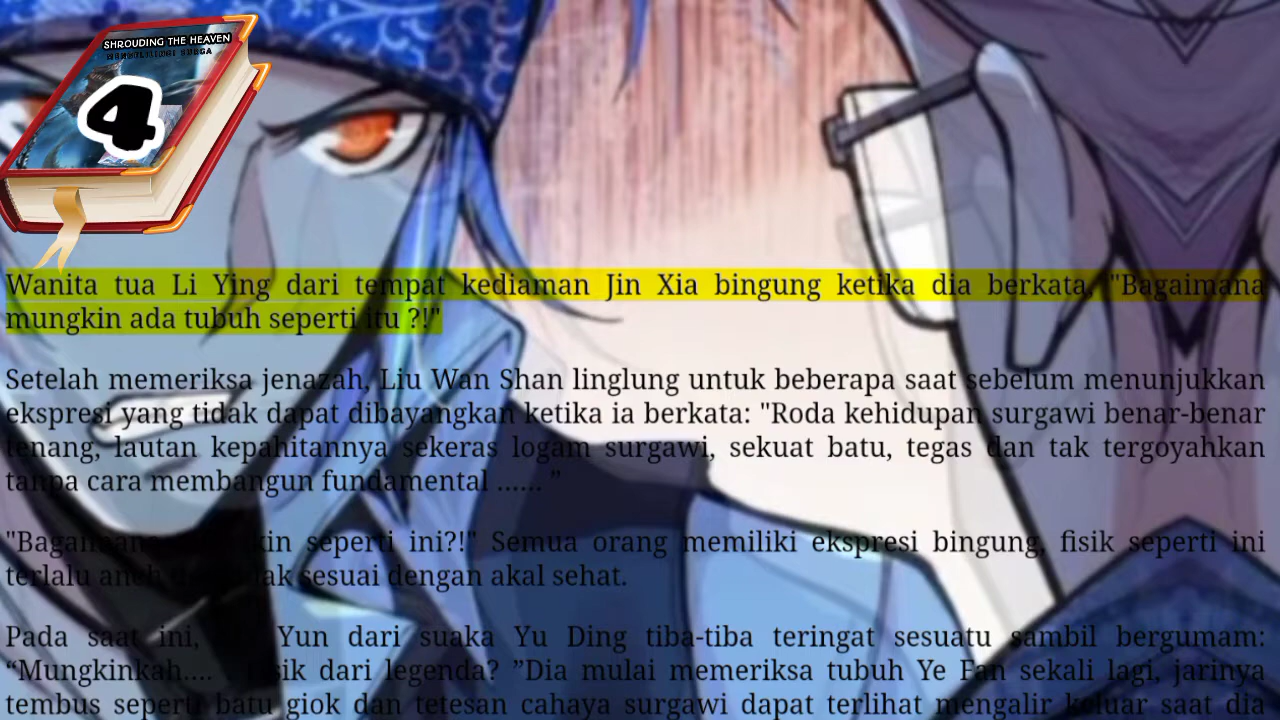 SHROUDING THE HEAVEN
4
Wanita tua Li Ying dari tempat kediaman Jin Xia bingung ketika dia berkata, "Bagaimana
mungkin ada tubuh seperti itu ?!"
Setelah memeriksa jenazah, Liu Wan Shan linglung untuk beberapa saat sebelum menunjukkan
ekspresi yang tidak dapat dibayangkan ketika ia berkata: "Roda kehidupan surgawi benar-benar
tenang, lautan kepahitannya sekeras logam surgawi, sekuat batu, tegas dan tak tergoyahkan
tanpa cara membangun fundamental ...... ”
seperti ini?!" Semua orang memiliki ekspresi bingung, fisik seperti ini
terlalu aneh sesuai dengan akal sehat.
Pada saat ini, Yun dari suaka Yu Ding tiba-tiba teringat sesuatu sambil bergumam:
“Mungkinkah.... dari legenda? ”Dia mulai memeriksa tubuh Ye Fan sekali lagi, jarinya
tembus seperti batu giok dan tetesan cahaya surgawi dapat terlihat mengalir keluar saat dia